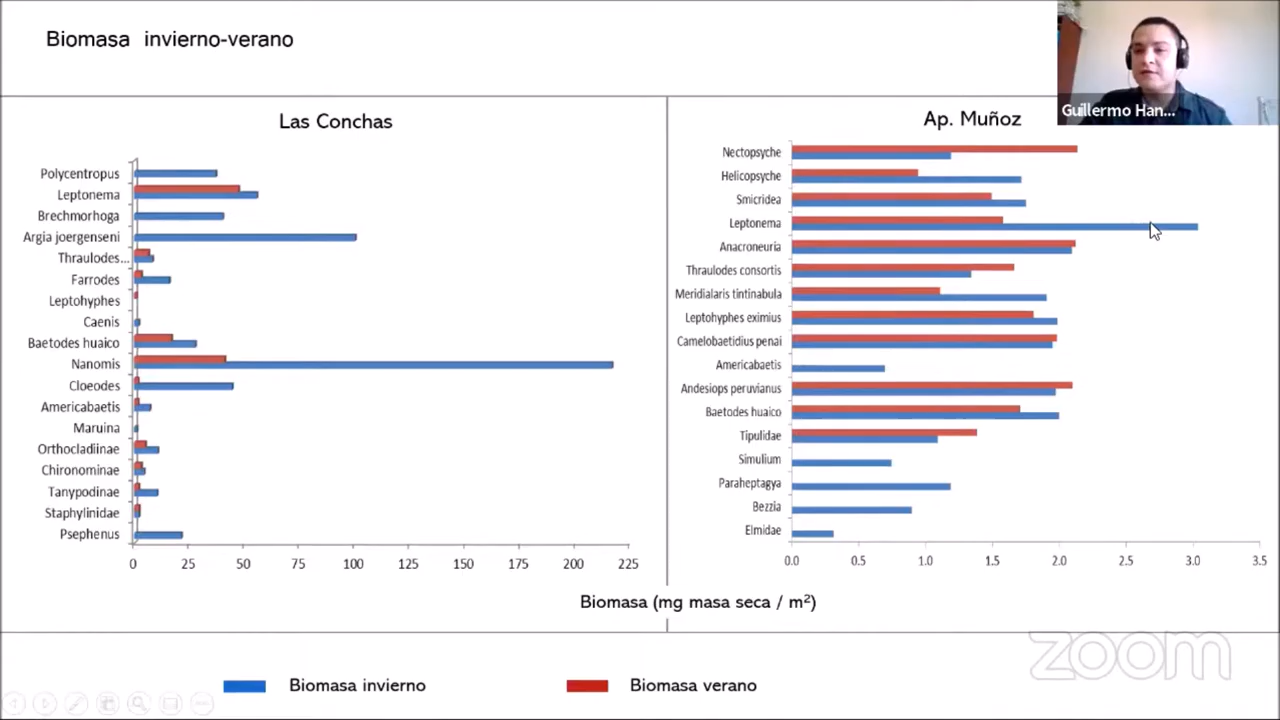 Biomasa invierno-verano
Guillermo Han...
Las Conchas
Polycentropus
Leptonema
Brechmorhoga
Argia joergenseni
Thraulodes...
Farrodes
Leptohyphes
Caenis
Baetodes huaico
Nanomis
Cloeodes
Americabaetis
Maruina
Orthocladiinae
Chironominae
Tanypodinae
Staphylinidae
Psephenus
0 25 50 75 100 125 150 175 200 225
Ap. Muñoz
Nectopsyche
Helicopsyche
Smicridea
Leptonema
Anacroneuria
Thraulodes consortis
Meridialaris tintinabula
Leptohyphes eximius
Camelobaetidius penai
Americabaetis
Andesiops peruvianus
Baetodes huaico
Tipulidae
Simulium
Paraheptagya
Bezzia
Elmidae
0.0 0.5 1.0 1.5 2.0 2.5 3.0 3.5
Biomasa (mg masa seca / m²)
zoom
Biomasa invierno
Biomasa verano